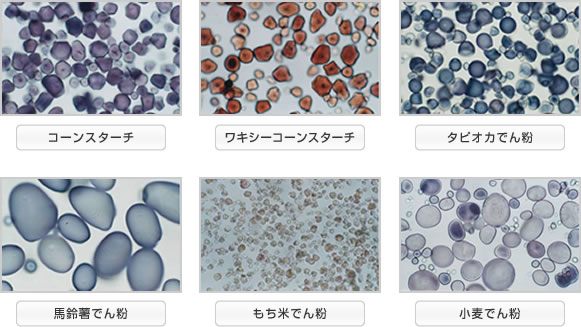 コーンスターチ
ワキシーコーンスターチ
タピオカでん粉
馬鈴薯でん粉
もち米でん粉
小麦でん粉